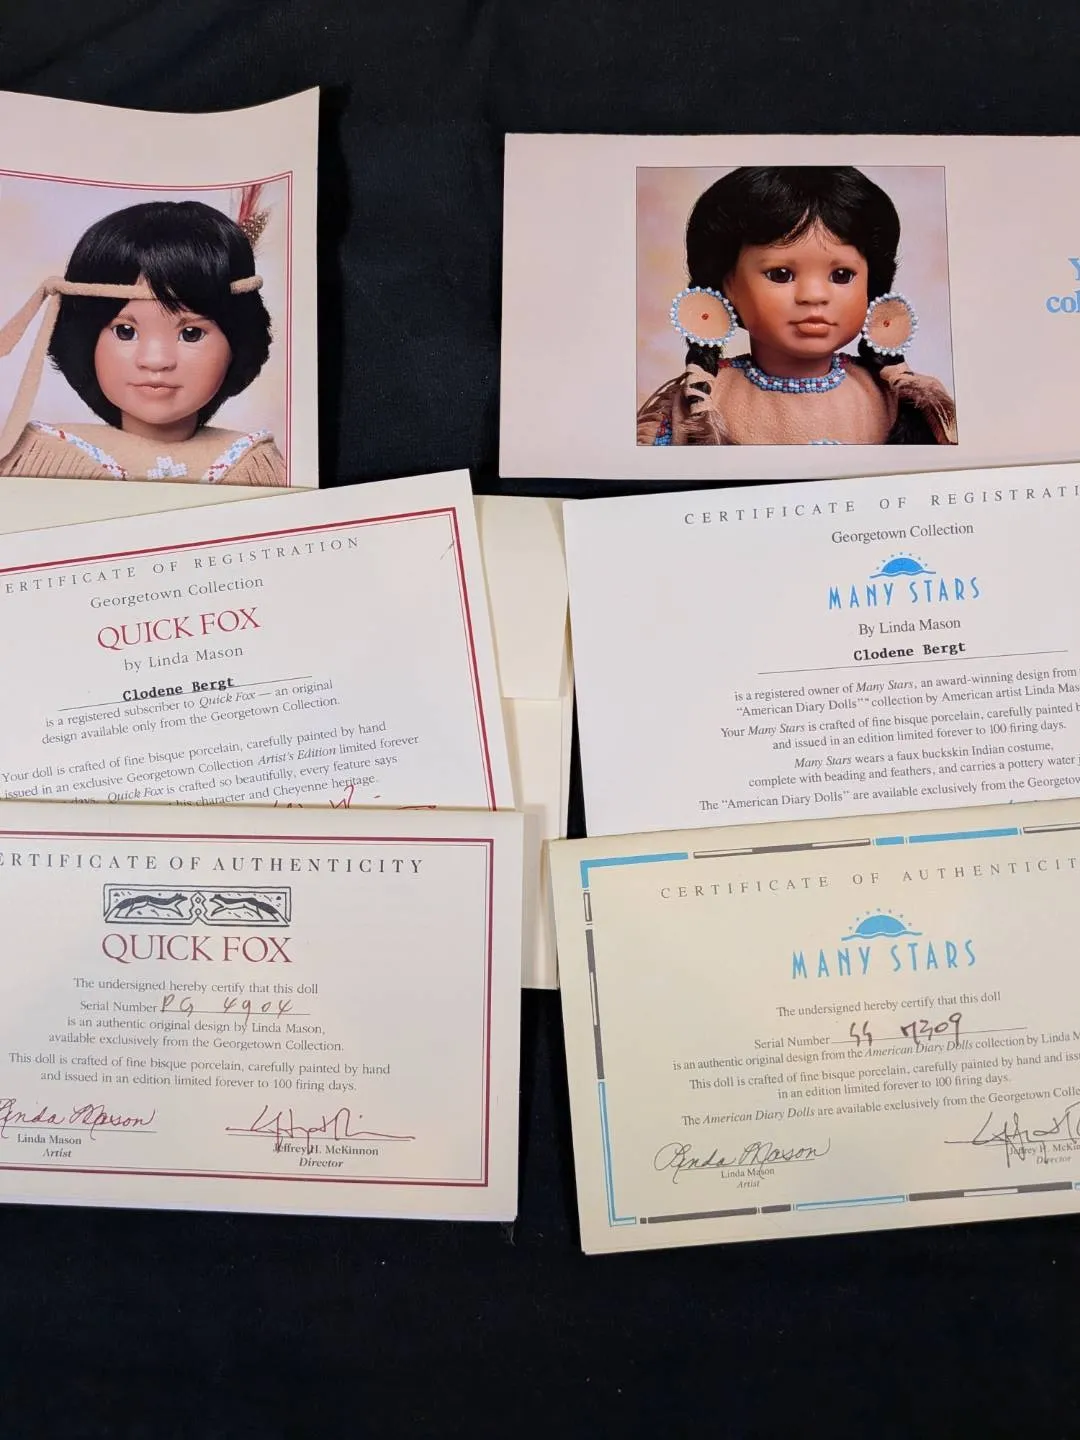 Y
col
ERTIFICATE OF REGISTRATION
Georgetown Collection
QUICK FOX
by Linda Mason
Clodene Bergt
is a registered subscriber to Quick Fox — an original
design available only from the Georgetown Collection.
Your doll is crafted of fine bisque porcelain, carefully painted by hand
issued in an exclusive Georgetown Collection Artist's Edition limited forever
days. Quick Fox is crafted so beautifully, every feature says
his character and Cheyenne heritage.
CERTIFICATE OF REGISTRATI
Georgetown Collection
MANY STARS
By Linda Mason
Clodene Bergt
is a registered owner of Many Stars, an award-winning design from
"American Diary Dolls"™ collection by American artist Linda Mas
Your Many Stars is crafted of fine bisque porcelain, carefully painted b
and issued in an edition limited forever to 100 firing days.
Many Stars wears a faux buckskin Indian costume,
complete with beading and feathers, and carries a pottery water j
The "American Diary Dolls" are available exclusively from the Georgetow
ERTIFICATE OF AUTHENTICITY
QUICK FOX
The undersigned hereby certify that this doll
Serial Number PG 4904
is an authentic original design by Linda Mason,
available exclusively from the Georgetown Collection.
This doll is crafted of fine bisque porcelain, carefully painted by hand
and issued in an edition limited forever to 100 firing days.
Linda Mason
Linda Mason
Artist
Jeffrey H. McKinnon
Director
CERTIFICATE OF AUTHENTICIT
MANY STARS
The undersigned hereby certify that this doll
Serial Number SS 7309
is an authentic original design from the American Diary Dolls collection by Linda M
This doll is crafted of fine bisque porcelain, carefully painted by hand and iss
in an edition limited forever to 100 firing days.
The American Diary Dolls are available exclusively from the Georgetown Colle
Linda Mason
Linda Mason
Artist
Jeffrey H. McKin
Director